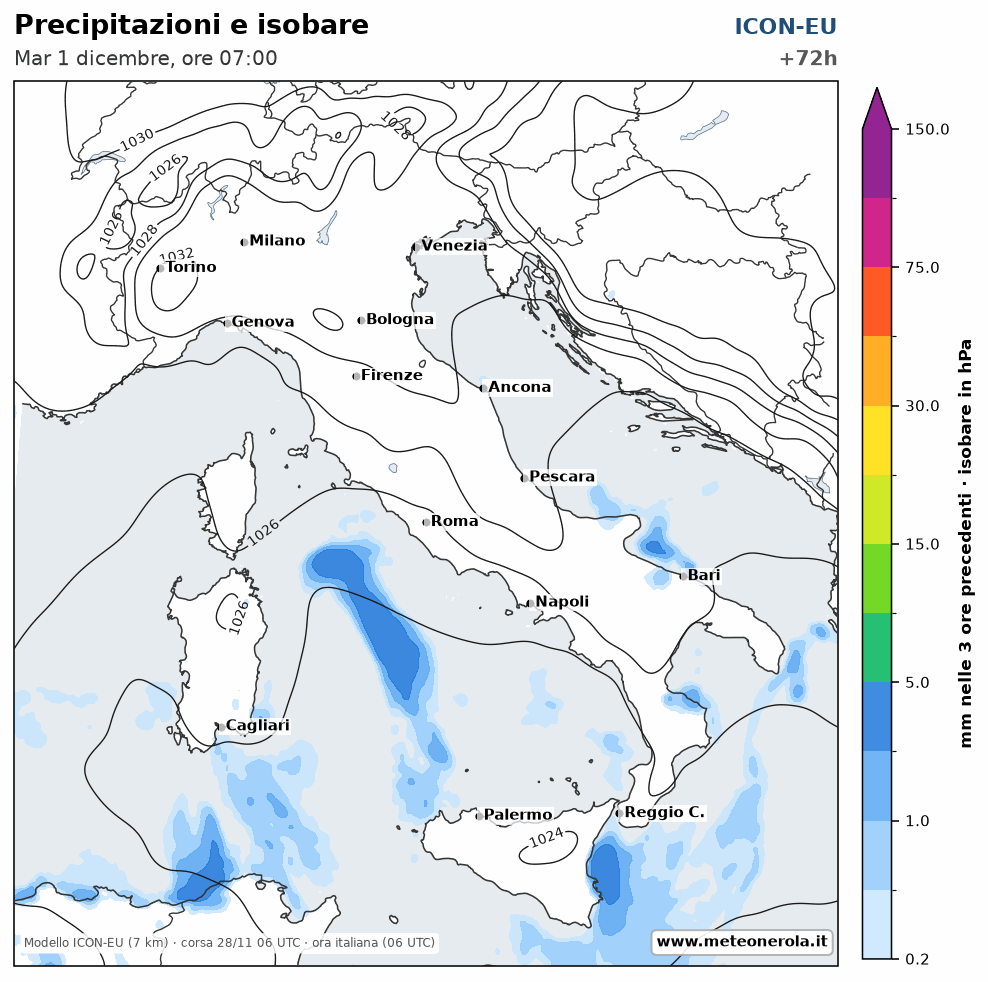 Precipitazioni e isobare
ICON-EU
Mar 1 dicembre, ore 07:00
+72h
1030
1028
1026
1026
1028
1032
Milano
Venezia
Torino
Genova
Bologna
Firenze
Ancona
Pescara
Roma
1026
Bari
Napoli
1026
Cagliari
Palermo
Reggio C.
1024
150.0
75.0
30.0
15.0
5.0
1.0
0.2
mm nelle 3 ore precedenti · isobare in hPa
Modello ICON-EU (7 km) · corsa 28/11 06 UTC · ora italiana (06 UTC)
www.meteonerola.it